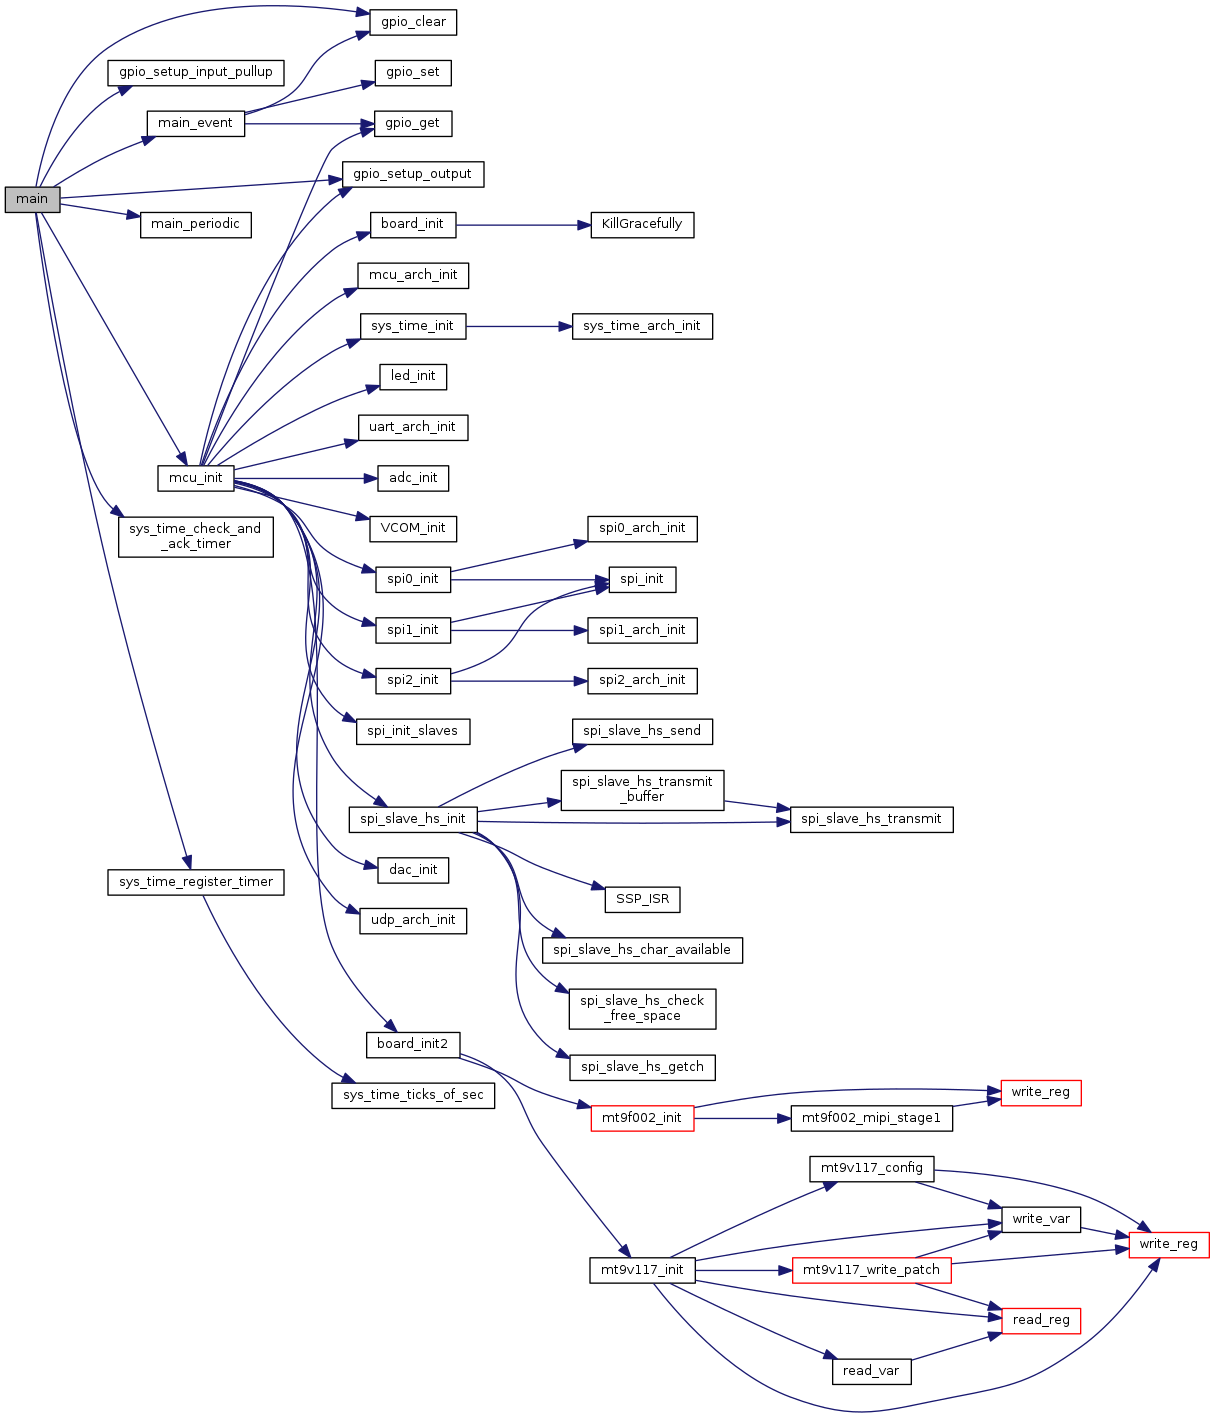 gpio_clear
gpio_setup_input_pullup
gpio_set
main_event
gpio_get
gpio_setup_output
main
main_periodic
board_init
KillGracefully
mcu_arch_init
sys_time_init
sys_time_arch_init
led_init
uart_arch_init
mcu_init
adc_init
sys_time_check_and
_ack_timer
VCOM_init
spi0_arch_init
spi0_init
spi_init
spi1_init
spi1_arch_init
spi2_init
spi2_arch_init
spi_init_slaves
spi_slave_hs_send
spi_slave_hs_transmit
_buffer
spi_slave_hs_init
spi_slave_hs_transmit
dac_init
sys_time_register_timer
SSP_ISR
udp_arch_init
spi_slave_hs_char_available
spi_slave_hs_check
_free_space
board_init2
spi_slave_hs_getch
sys_time_ticks_of_sec
write_reg
mt9f002_init
mt9f002_mipi_stage1
mt9v117_config
write_var
write_reg
mt9v117_init
mt9v117_write_patch
read_reg
read_var